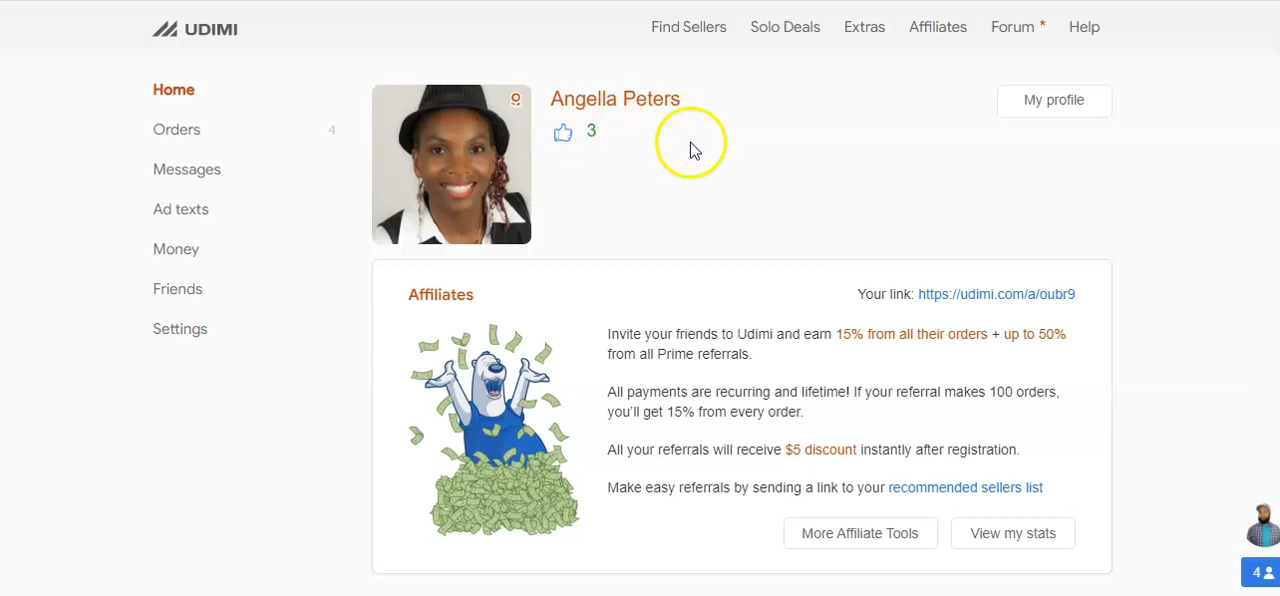 UDIMI
Find Sellers Solo Deals Extras Affiliates Forum * Help
Home
Orders 4
Messages
Ad texts
Money
Friends
Settings
Angella Peters
3
My profile
Affiliates
Your link: https://udimi.com/a/oubr9
Invite your friends to Udimi and earn 15% from all their orders + up to 50%
from all Prime referrals.
All payments are recurring and lifetime! If your referral makes 100 orders,
you'll get 15% from every order.
All your referrals will receive $5 discount instantly after registration.
Make easy referrals by sending a link to your recommended sellers list
More Affiliate Tools View my stats
4